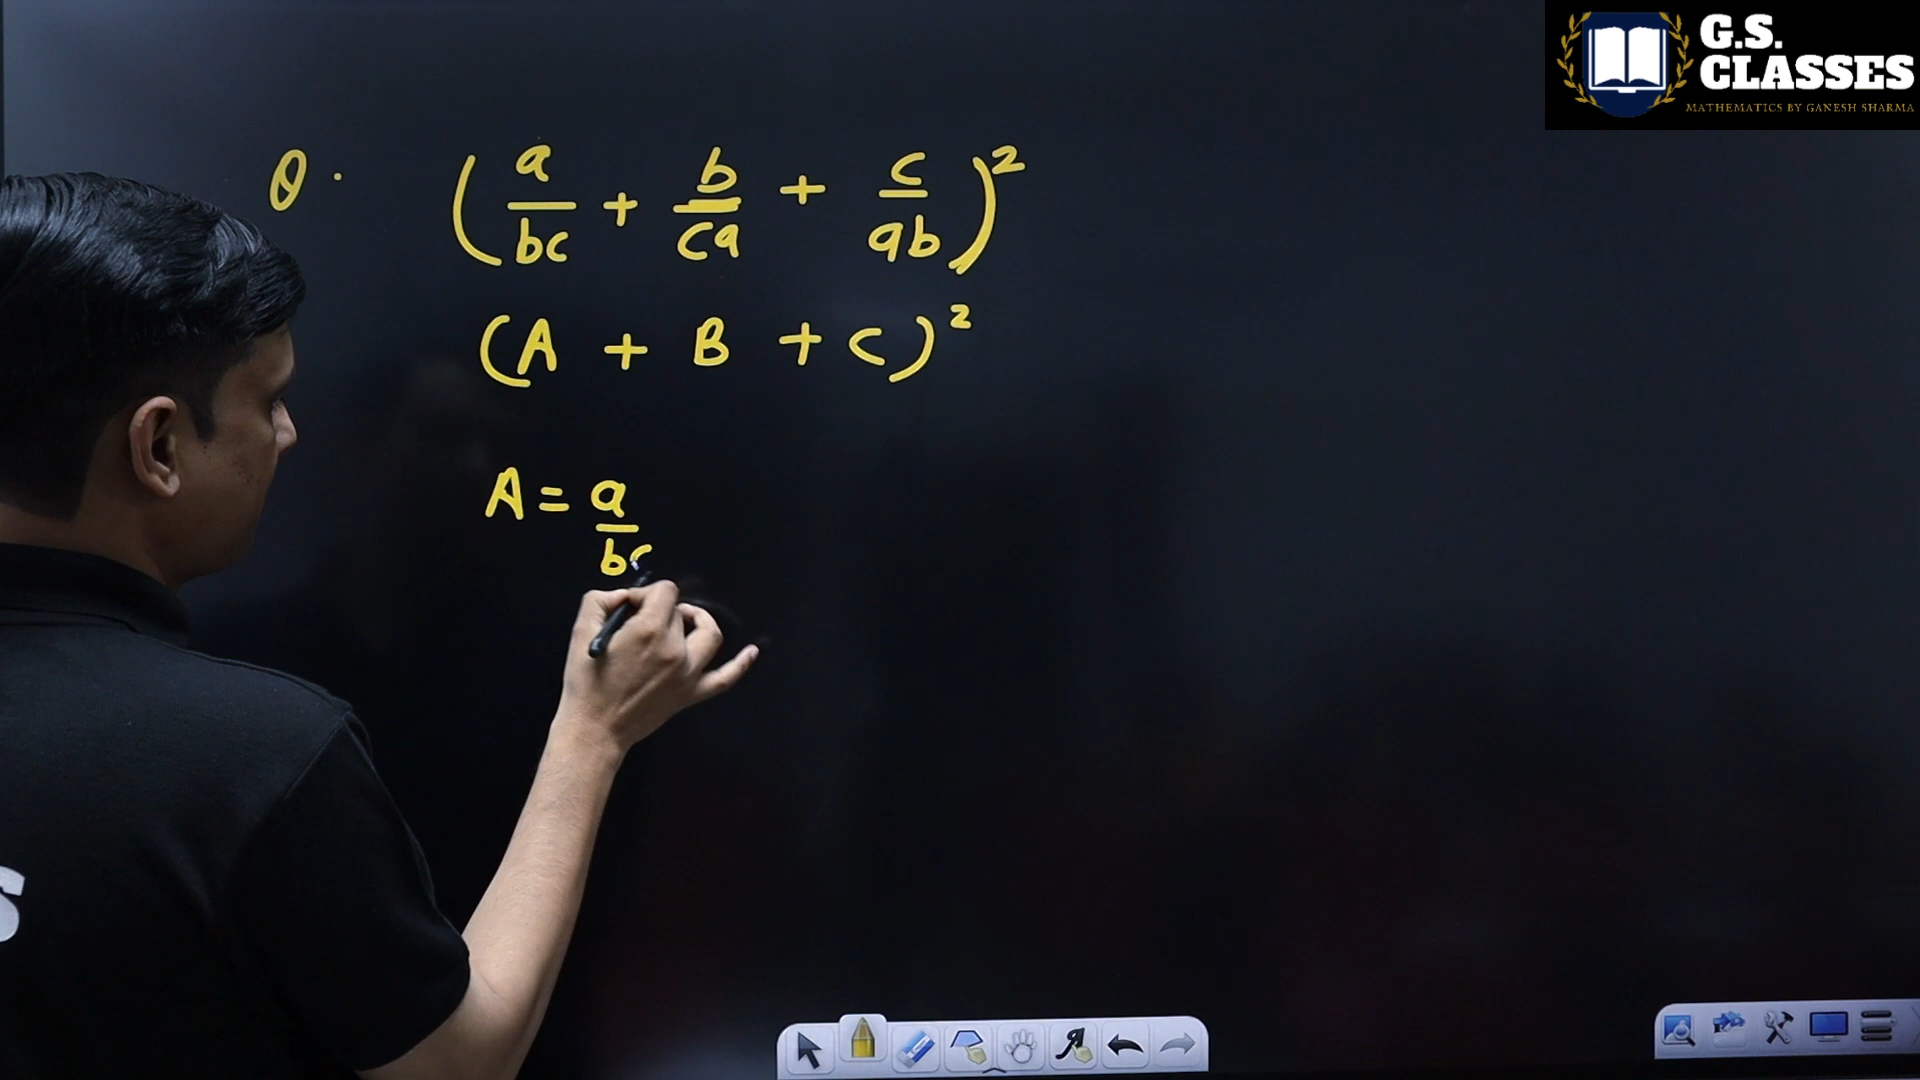 G.S.
CLASSES
MATHEMATICS BY GANESH SHARMA
Q. (a/bc + b/ca + c/ab)²
(A + B + C)²
A = a/bc
S